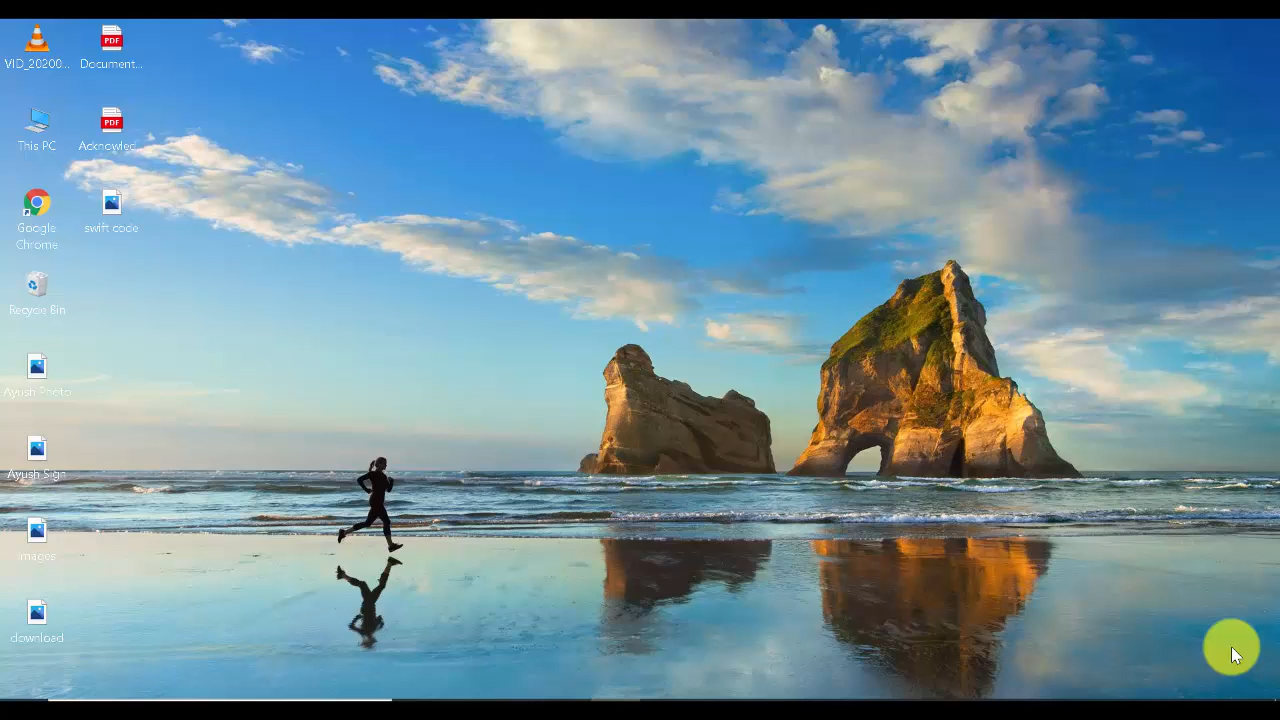 VID_20200...
PDF
Document...
This PC
PDF
Acknowled...
Google
Chrome
swift code
Recycle Bin
Ayush Photo
Ayush Sign
images
download